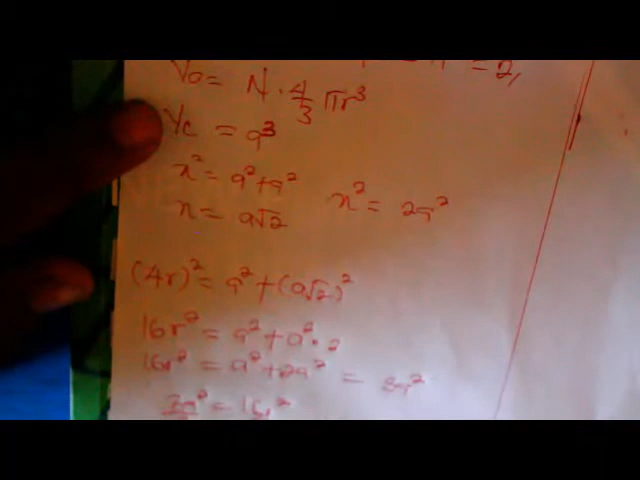 = 2,
Vo = N · 4/3 πr³
Vc = a³
x² = a² + a²
x = a√2 x² = 2a²
(4r)² = a² + (a√2)²
16r² = a² + a² · 2
16r² = a² + 2a² = 3a²
3a² = 16r²